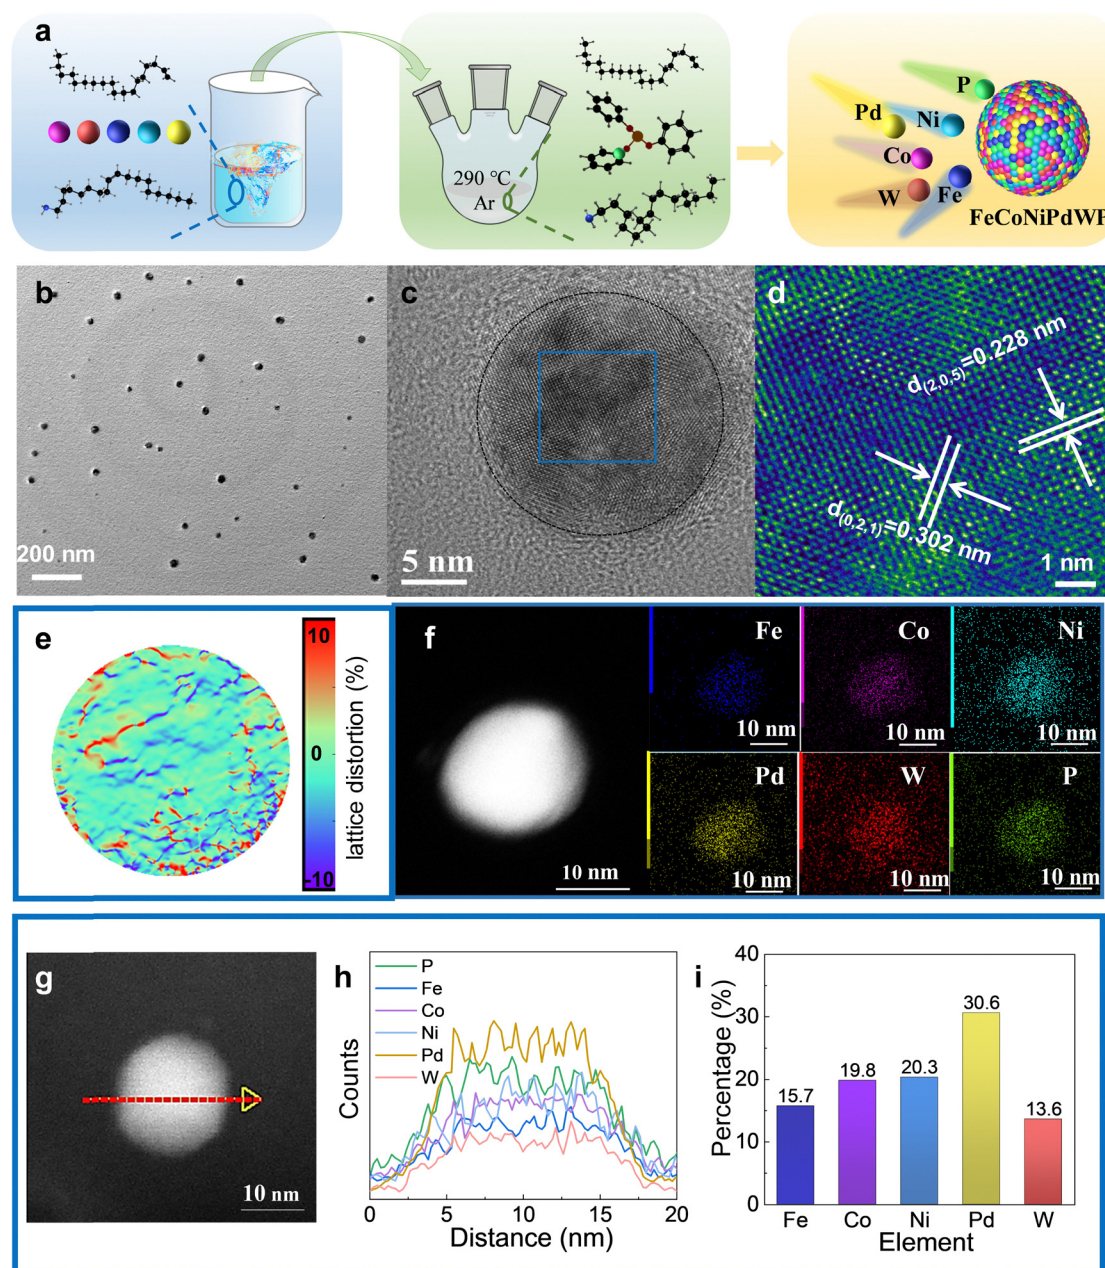 a
290 °C
Ar
P
Pd
Ni
Co
W
Fe
FeCoNiPdWP
b
200 nm
c
5 nm
d
d(2,0,5)=0.228 nm
d(0,2,1)=0.302 nm
1 nm
e
10
0
-10
lattice distortion (%)
f
10 nm
Fe
10 nm
Co
10 nm
Ni
10 nm
Pd
10 nm
W
10 nm
P
10 nm
g
10 nm
h
P
Fe
Co
Ni
Pd
W
Counts
0 5 10 15 20
Distance (nm)
i
Percentage (%)
40
30
20
10
0
15.7
19.8
20.3
30.6
13.6
Fe Co Ni Pd W
Element